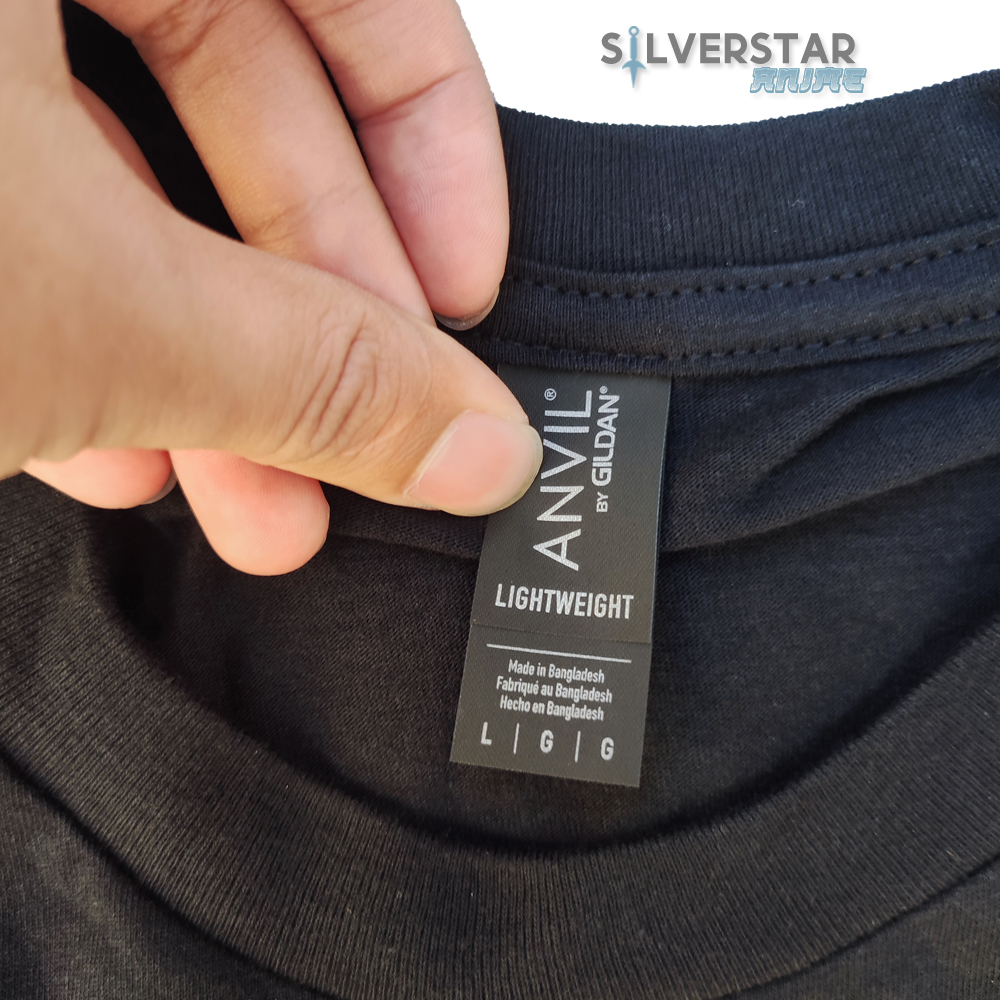 SILVERSTAR
ANIME
ANVIL®
BY GILDAN®
LIGHTWEIGHT
Made in Bangladesh
Fabriqué au Bangladesh
Hecho en Bangladesh
L | G | G